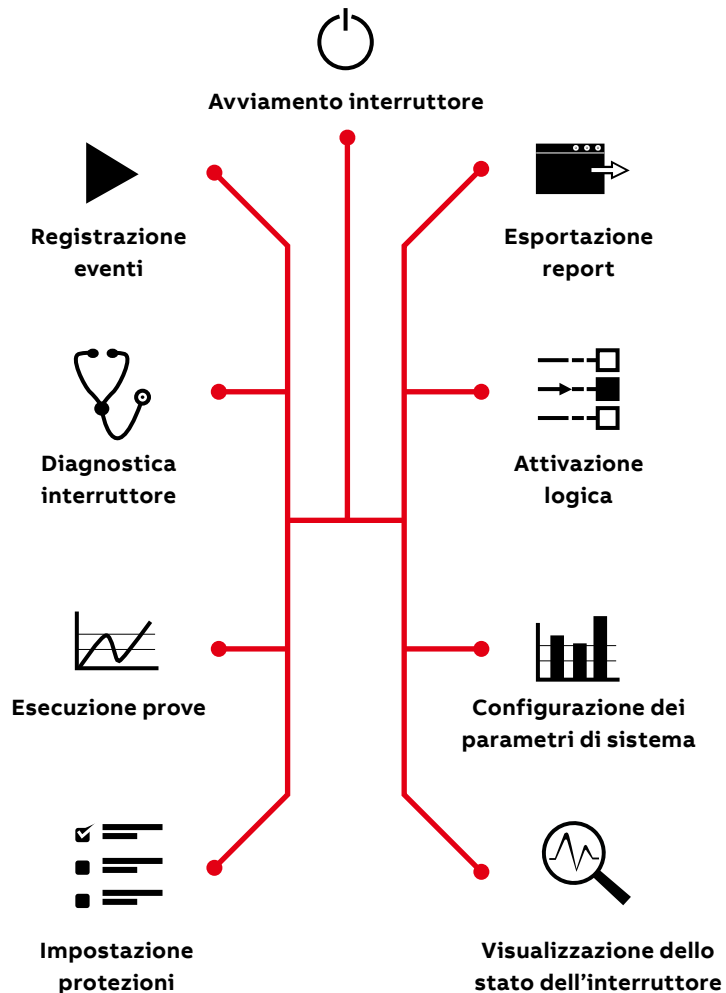 Avviamento interruttore
Registrazione
eventi
Esportazione
report
Diagnostica
interruttore
Attivazione
logica
Esecuzione prove
Configurazione dei
parametri di sistema
Impostazione
protezioni
Visualizzazione dello
stato dell'interruttore